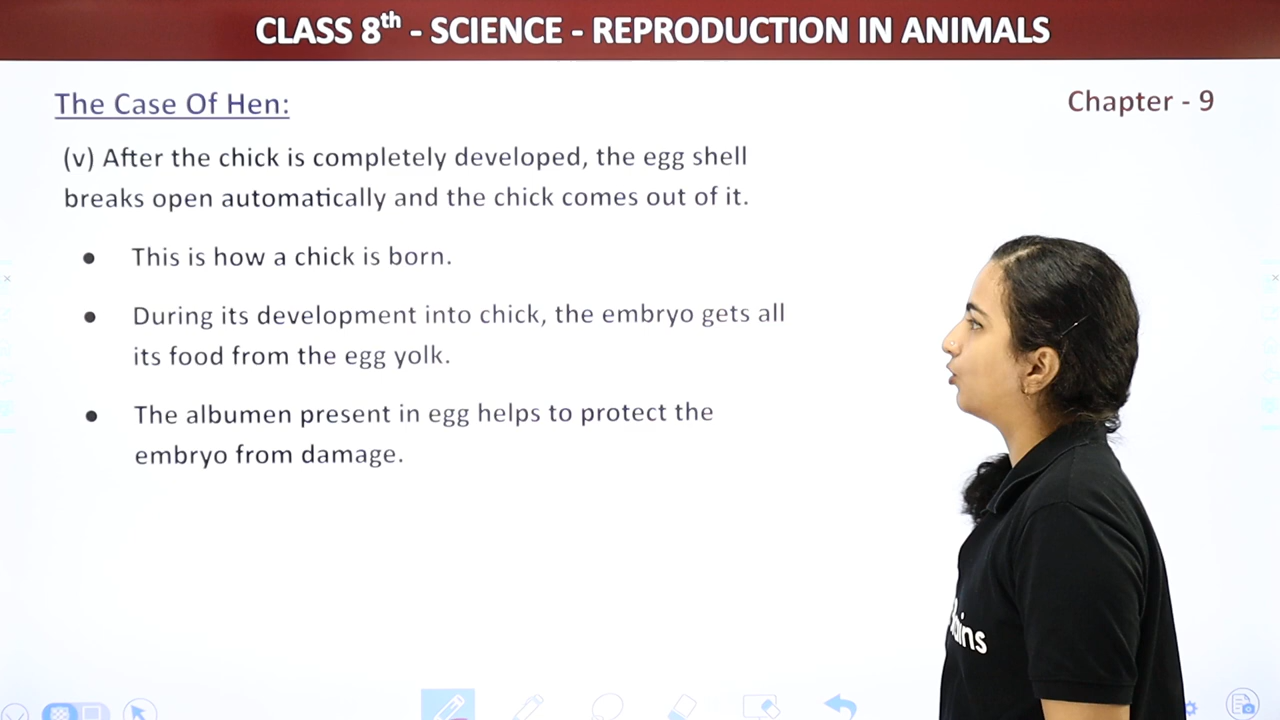 CLASS 8th - SCIENCE - REPRODUCTION IN ANIMALS
The Case Of Hen:
Chapter - 9
(v) After the chick is completely developed, the egg shell
breaks open automatically and the chick comes out of it.
● This is how a chick is born.
● During its development into chick, the embryo gets all
its food from the egg yolk.
● The albumen present in egg helps to protect the
embryo from damage.